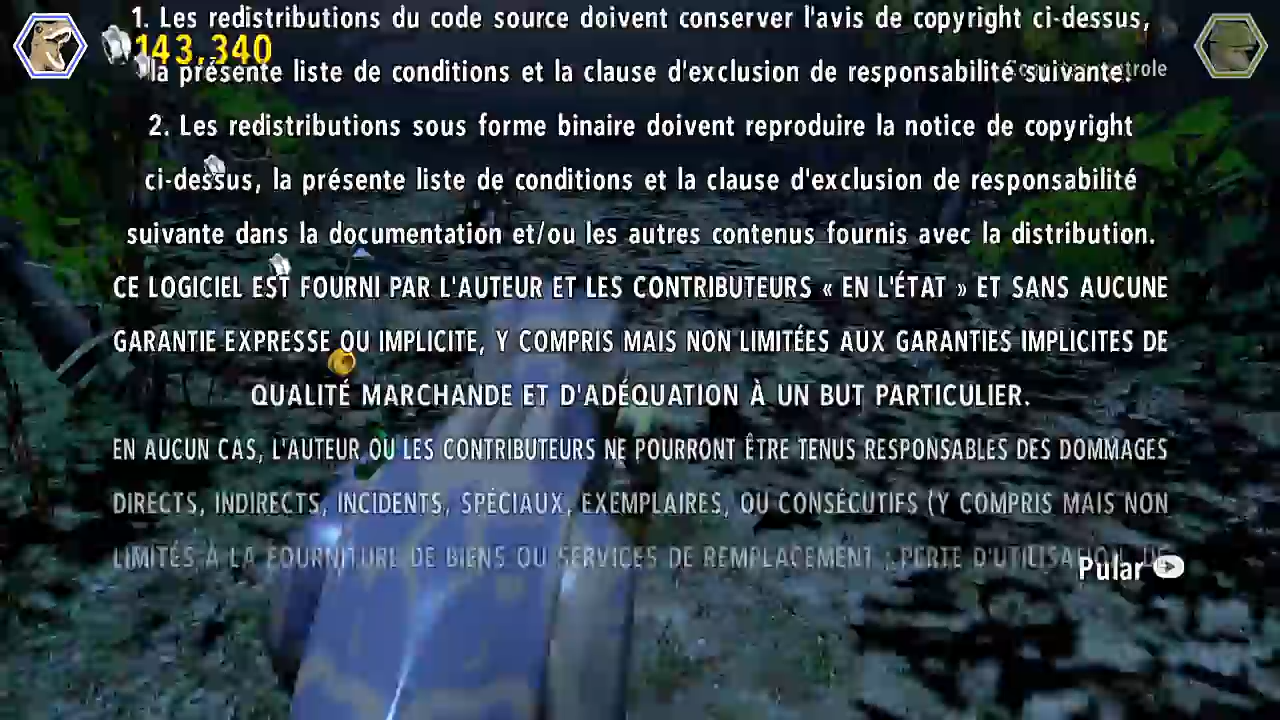 1. Les redistributions du code source doivent conserver l'avis de copyright ci-dessus,
143,340
la présente liste de conditions et la clause d'exclusion de responsabilité suivante.
2. Les redistributions sous forme binaire doivent reproduire la notice de copyright
ci-dessus, la présente liste de conditions et la clause d'exclusion de responsabilité
suivante dans la documentation et/ou les autres contenus fournis avec la distribution.
CE LOGICIEL EST FOURNI PAR L'AUTEUR ET LES CONTRIBUTEURS « EN L'ÉTAT » ET SANS AUCUNE
GARANTIE EXPRESSE OU IMPLICITE, Y COMPRIS MAIS NON LIMITÉES AUX GARANTIES IMPLICITES DE
QUALITÉ MARCHANDE ET D'ADÉQUATION À UN BUT PARTICULIER.
EN AUCUN CAS, L'AUTEUR OU LES CONTRIBUTEURS NE POURRONT ÊTRE TENUS RESPONSABLES DES DOMMAGES
DIRECTS, INDIRECTS, INCIDENTS, SPÉCIAUX, EXEMPLAIRES, OU CONSÉCUTIFS (Y COMPRIS MAIS NON
LIMITÉS À LA FOURNITURE DE BIENS OU SERVICES DE REMPLACEMENT ; PERTE D'UTILISATION, DE
Pular